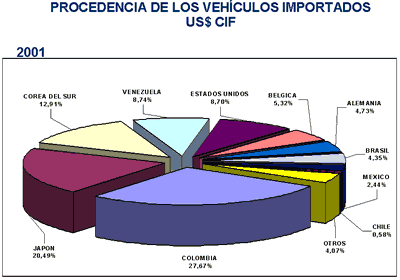 PROCEDENCIA DE LOS VEHÍCULOS IMPORTADOS
US$ CIF
2001
COREA DEL SUR
12,91%
VENEZUELA
8,74%
ESTADOS UNIDOS
8,70%
BELGICA
5,32%
ALEMANIA
4,73%
BRASIL
4,35%
MEXICO
2,44%
CHILE
0,58%
OTROS
4,07%
COLOMBIA
27,67%
JAPON
20,49%